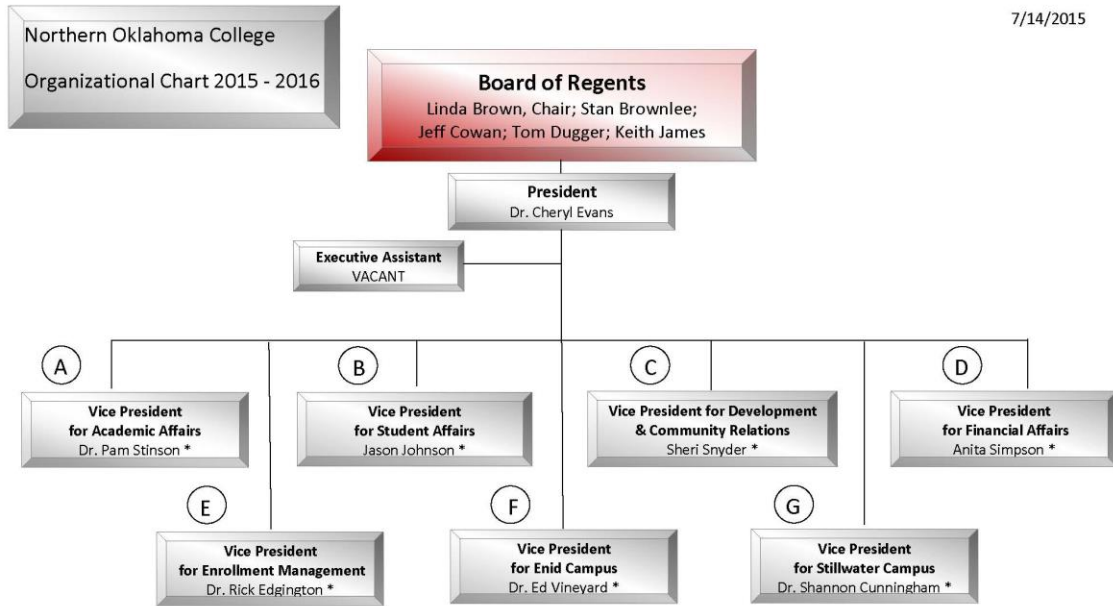 Northern Oklahoma College
Organizational Chart 2015 - 2016
7/14/2015
Board of Regents
Linda Brown, Chair; Stan Brownlee;
Jeff Cowan; Tom Dugger; Keith James
President
Dr. Cheryl Evans
Executive Assistant
VACANT
A
Vice President
for Academic Affairs
Dr. Pam Stinson *
B
Vice President
for Student Affairs
Jason Johnson *
C
Vice President for Development
& Community Relations
Sheri Snyder *
D
Vice President
for Financial Affairs
Anita Simpson *
E
Vice President
for Enrollment Management
Dr. Rick Edgington *
F
Vice President
for Enid Campus
Dr. Ed Vineyard *
G
Vice President
for Stillwater Campus
Dr. Shannon Cunningham *